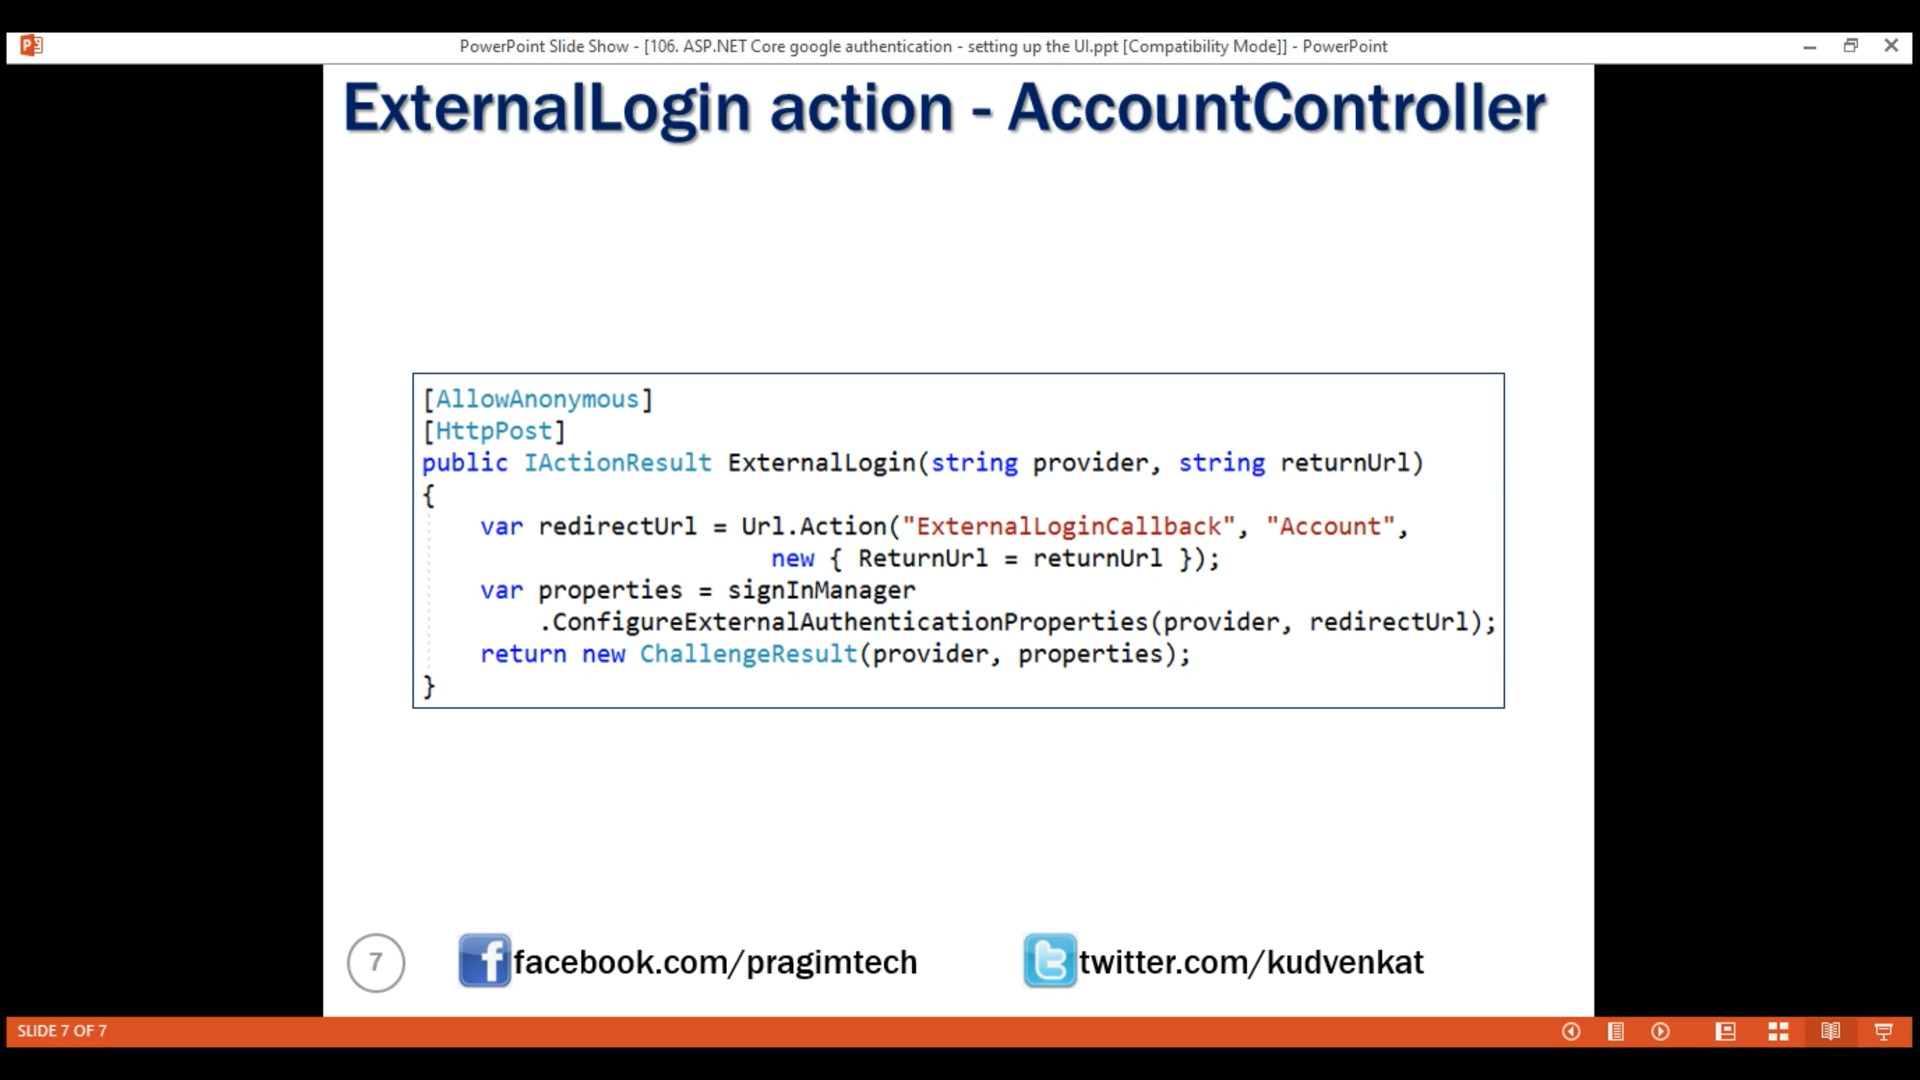 PowerPoint Slide Show - [106. ASP.NET Core google authentication - setting up the UI.ppt [Compatibility Mode]] - PowerPoint
ExternalLogin action - AccountController
[AllowAnonymous]
[HttpPost]
public IActionResult ExternalLogin(string provider, string returnUrl)
{
    var redirectUrl = Url.Action("ExternalLoginCallback", "Account",
                        new { ReturnUrl = returnUrl });
    var properties = signInManager
        .ConfigureExternalAuthenticationProperties(provider, redirectUrl);
    return new ChallengeResult(provider, properties);
}
7
facebook.com/pragimtech
twitter.com/kudvenkat
SLIDE 7 OF 7